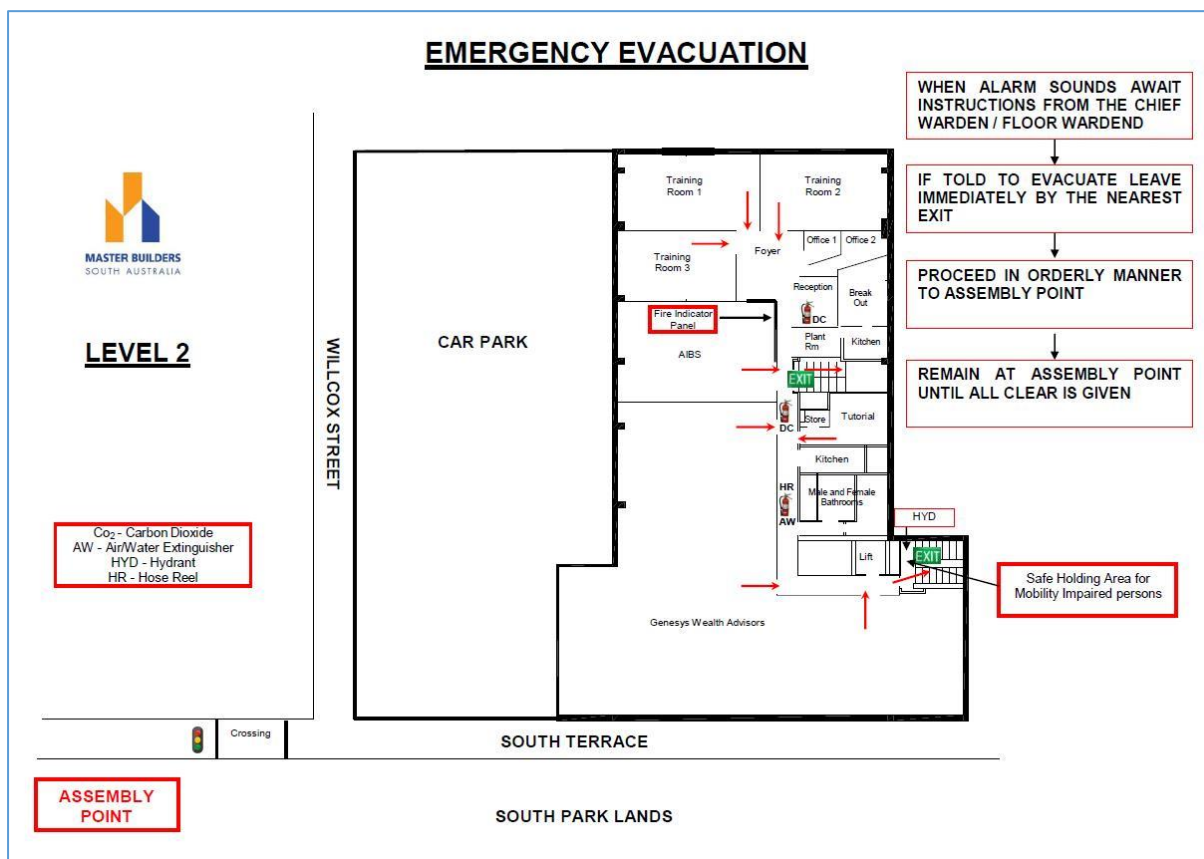 EMERGENCY EVACUATION
WHEN ALARM SOUNDS AWAIT
INSTRUCTIONS FROM THE CHIEF
WARDEN / FLOOR WARDEND
IF TOLD TO EVACUATE LEAVE
IMMEDIATELY BY THE NEAREST
EXIT
PROCEED IN ORDERLY MANNER
TO ASSEMBLY POINT
REMAIN AT ASSEMBLY POINT
UNTIL ALL CLEAR IS GIVEN
MASTER BUILDERS
SOUTH AUSTRALIA
LEVEL 2
Co2 - Carbon Dioxide
AW - Air/Water Extinguisher
HYD - Hydrant
HR - Hose Reel
WILLCOX STREET
CAR PARK
Training
Room 1
Training
Room 2
Training
Room 3
Foyer
Office 1
Office 2
Reception
Break
Out
DC
Fire Indicator
Panel
Plant
Rm
Kitchen
AIBS
EXIT
DC
Store
Tutorial
Kitchen
HR
AW
Male and Female
Bathrooms
HYD
Lift
EXIT
Safe Holding Area for
Mobility Impaired persons
Genesys Wealth Advisors
Crossing
SOUTH TERRACE
ASSEMBLY
POINT
SOUTH PARK LANDS